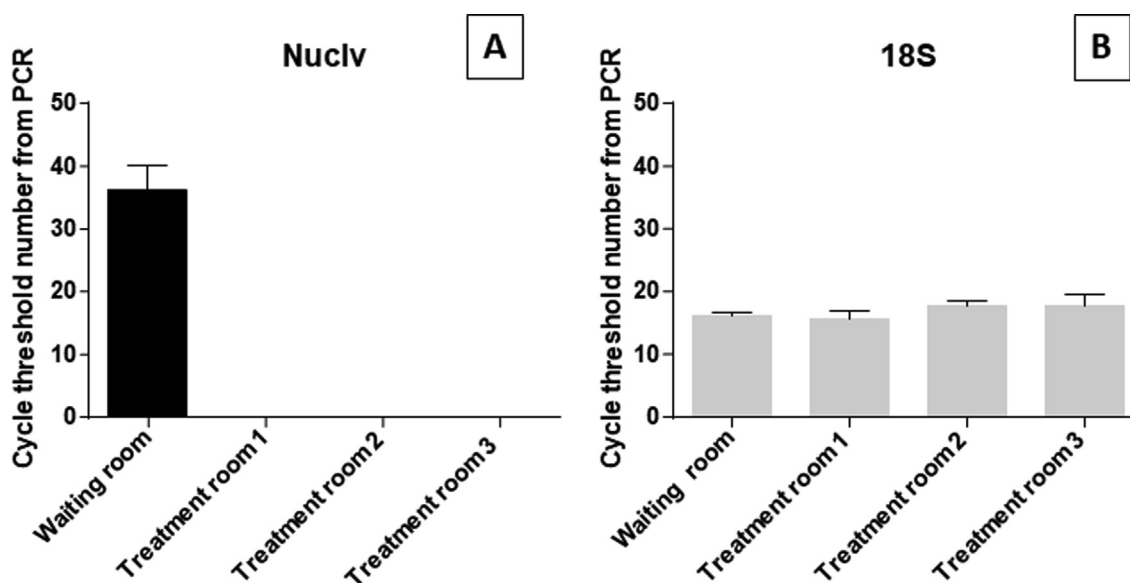 Nuclv
A
Cycle threshold number from PCR
50
40
30
20
10
0
Waiting room
Treatment room 1
Treatment room 2
Treatment room 3
18S
B
Cycle threshold number from PCR
50
40
30
20
10
0
Waiting room
Treatment room 1
Treatment room 2
Treatment room 3